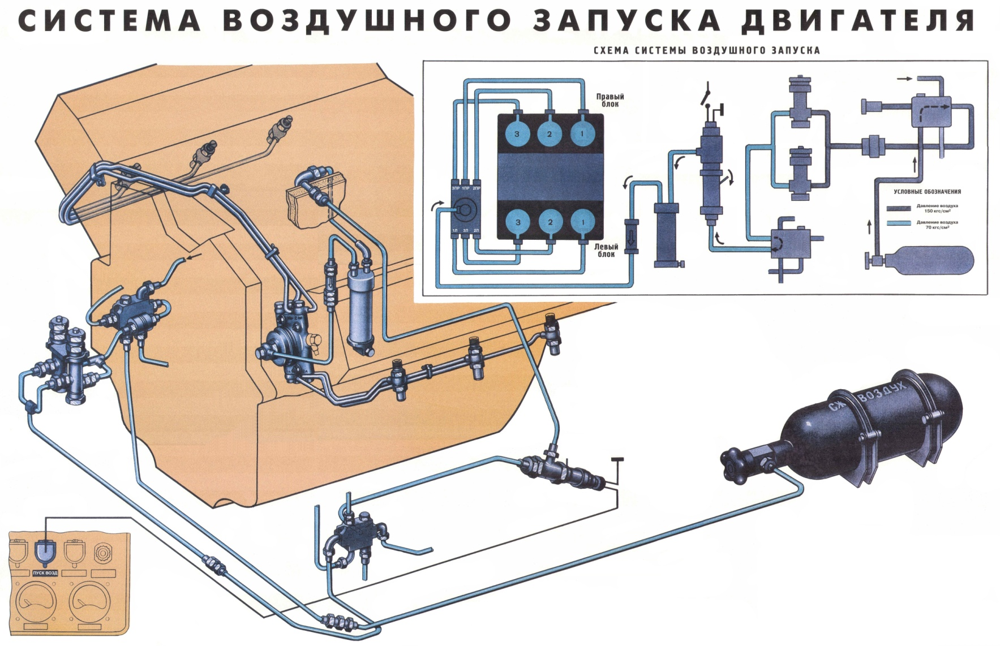 СИСТЕМА ВОЗДУШНОГО ЗАПУСКА ДВИГАТЕЛЯ
СХЕМА СИСТЕМЫ ВОЗДУШНОГО ЗАПУСКА
Правый
блок
3 2 1
3ПР 1ПР 2ПР
1Л 3Л 2Л
3 2 1
Левый
блок
УСЛОВНЫЕ ОБОЗНАЧЕНИЯ
Давление воздуха
150 кгс/см²
Давление воздуха
70 кгс/см²
СЖ ВОЗДУХ
ПУСК ВОЗД